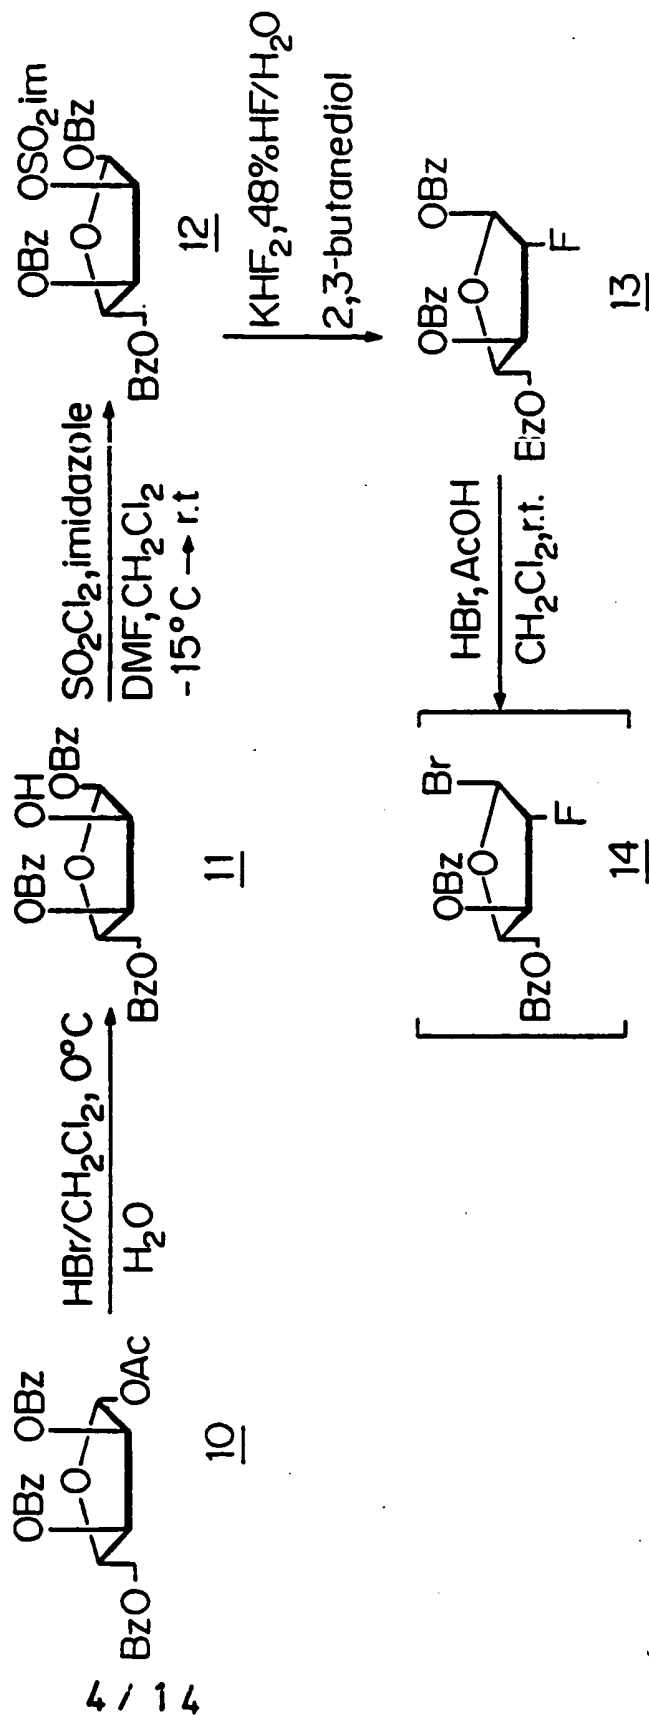 4/14
OBz OBz
O
BzO
OAc
10
HBr/CH2Cl2, 0°C
H2O
OBz OH
OBz
O
BzO
11
SO2Cl2, imidazole
DMF, CH2Cl2
-15°C → r.t
OBz OSO2im
OBz
O
BzO
12
KHF2, 48%HF/H2O
2,3-butanediol
OBz OBz
O
BzO
F
13
HBr, AcOH
CH2Cl2, r.t.
OBz Br
O
BzO
F
14